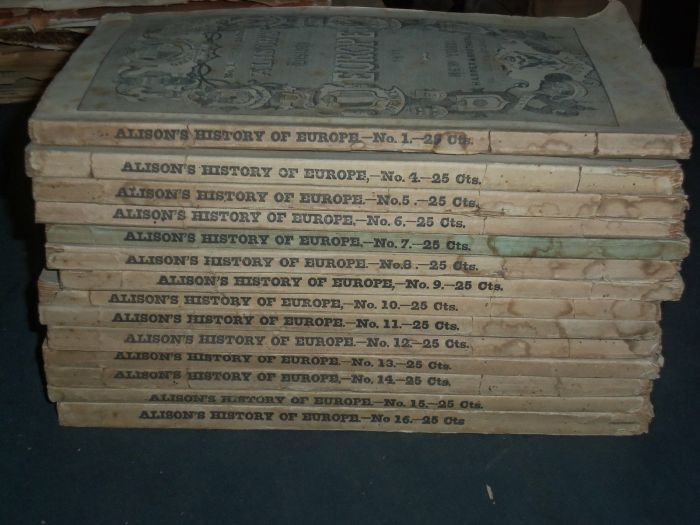 ALISON'S
EUROPE
NEW YORK
ALISON'S HISTORY OF EUROPE.—No. 1.—25 Cts.
ALISON'S HISTORY OF EUROPE,—No. 4.—25 Cts.
ALISON'S HISTORY OF EUROPE.—No.5.—25 Cts.
ALISON'S HISTORY OF EUROPE,—No. 6.—25 Cts.
ALISON'S HISTORY OF EUROPE,—No. 7.—25 Cts.
ALISON'S HISTORY OF EUROPE.—No.8.—25 Cts.
ALISON'S HISTORY OF EUROPE,—No. 9.—25 Cts.
ALISON'S HISTORY OF EUROPE,—No. 10.—25 Cts.
ALISON'S HISTORY OF EUROPE.—No. 11.—25 Cts.
ALISON'S HISTORY OF EUROPE.—No. 12.—25 Cts.
ALISON'S HISTORY OF EUROPE.—No. 13.—25 Cts.
ALISON'S HISTORY OF EUROPE,—No. 14.—25 Cts.
ALISON'S HISTORY OF EUROPE.—No. 15.—25 Cts.
ALISON'S HISTORY OF EUROPE.—No 16.—25 Cts